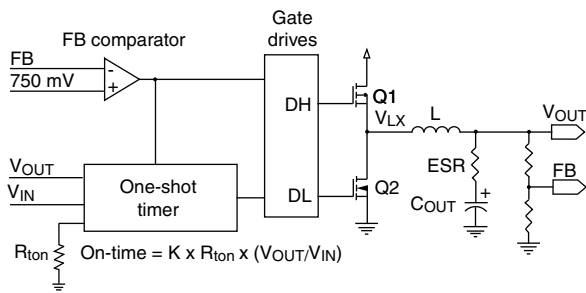 Gate
drives
FB comparator
FB
750 mV
-
+
DH
Q1
VLX
L
VOUT
ESR
FB
VOUT
VIN
One-shot
timer
DL
Q2
COUT
+
Rton
On-time = K x Rton x (VOUT/VIN)